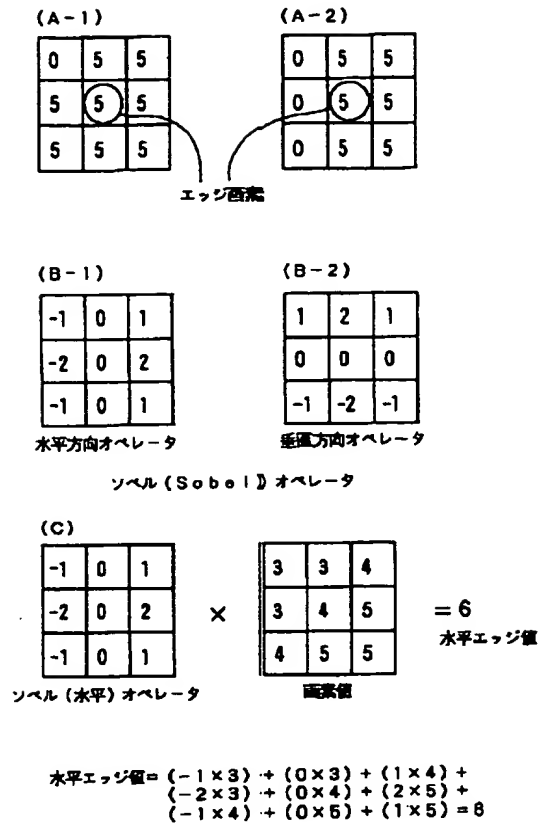 (A-1) (A-2)
0 5 5 0 5 5
5 5 5 0 5 5
5 5 5 0 5 5
エッジ画素
(B-1) (B-2)
-1 0 1 1 2 1
-2 0 2 0 0 0
-1 0 1 -1 -2 -1
水平方向オペレータ 垂直方向オペレータ
ソベル(Sobel)オペレータ
(C)
-1 0 1 3 3 4
-2 0 2 × 3 4 5 =6
-1 0 1 4 5 5 水平エッジ値
ソベル(水平)オペレータ 画素値
水平エッジ値=(-1×3)+(0×3)+(1×4)+
(-2×3)+(0×4)+(2×5)+
(-1×4)+(0×5)+(1×5)=6